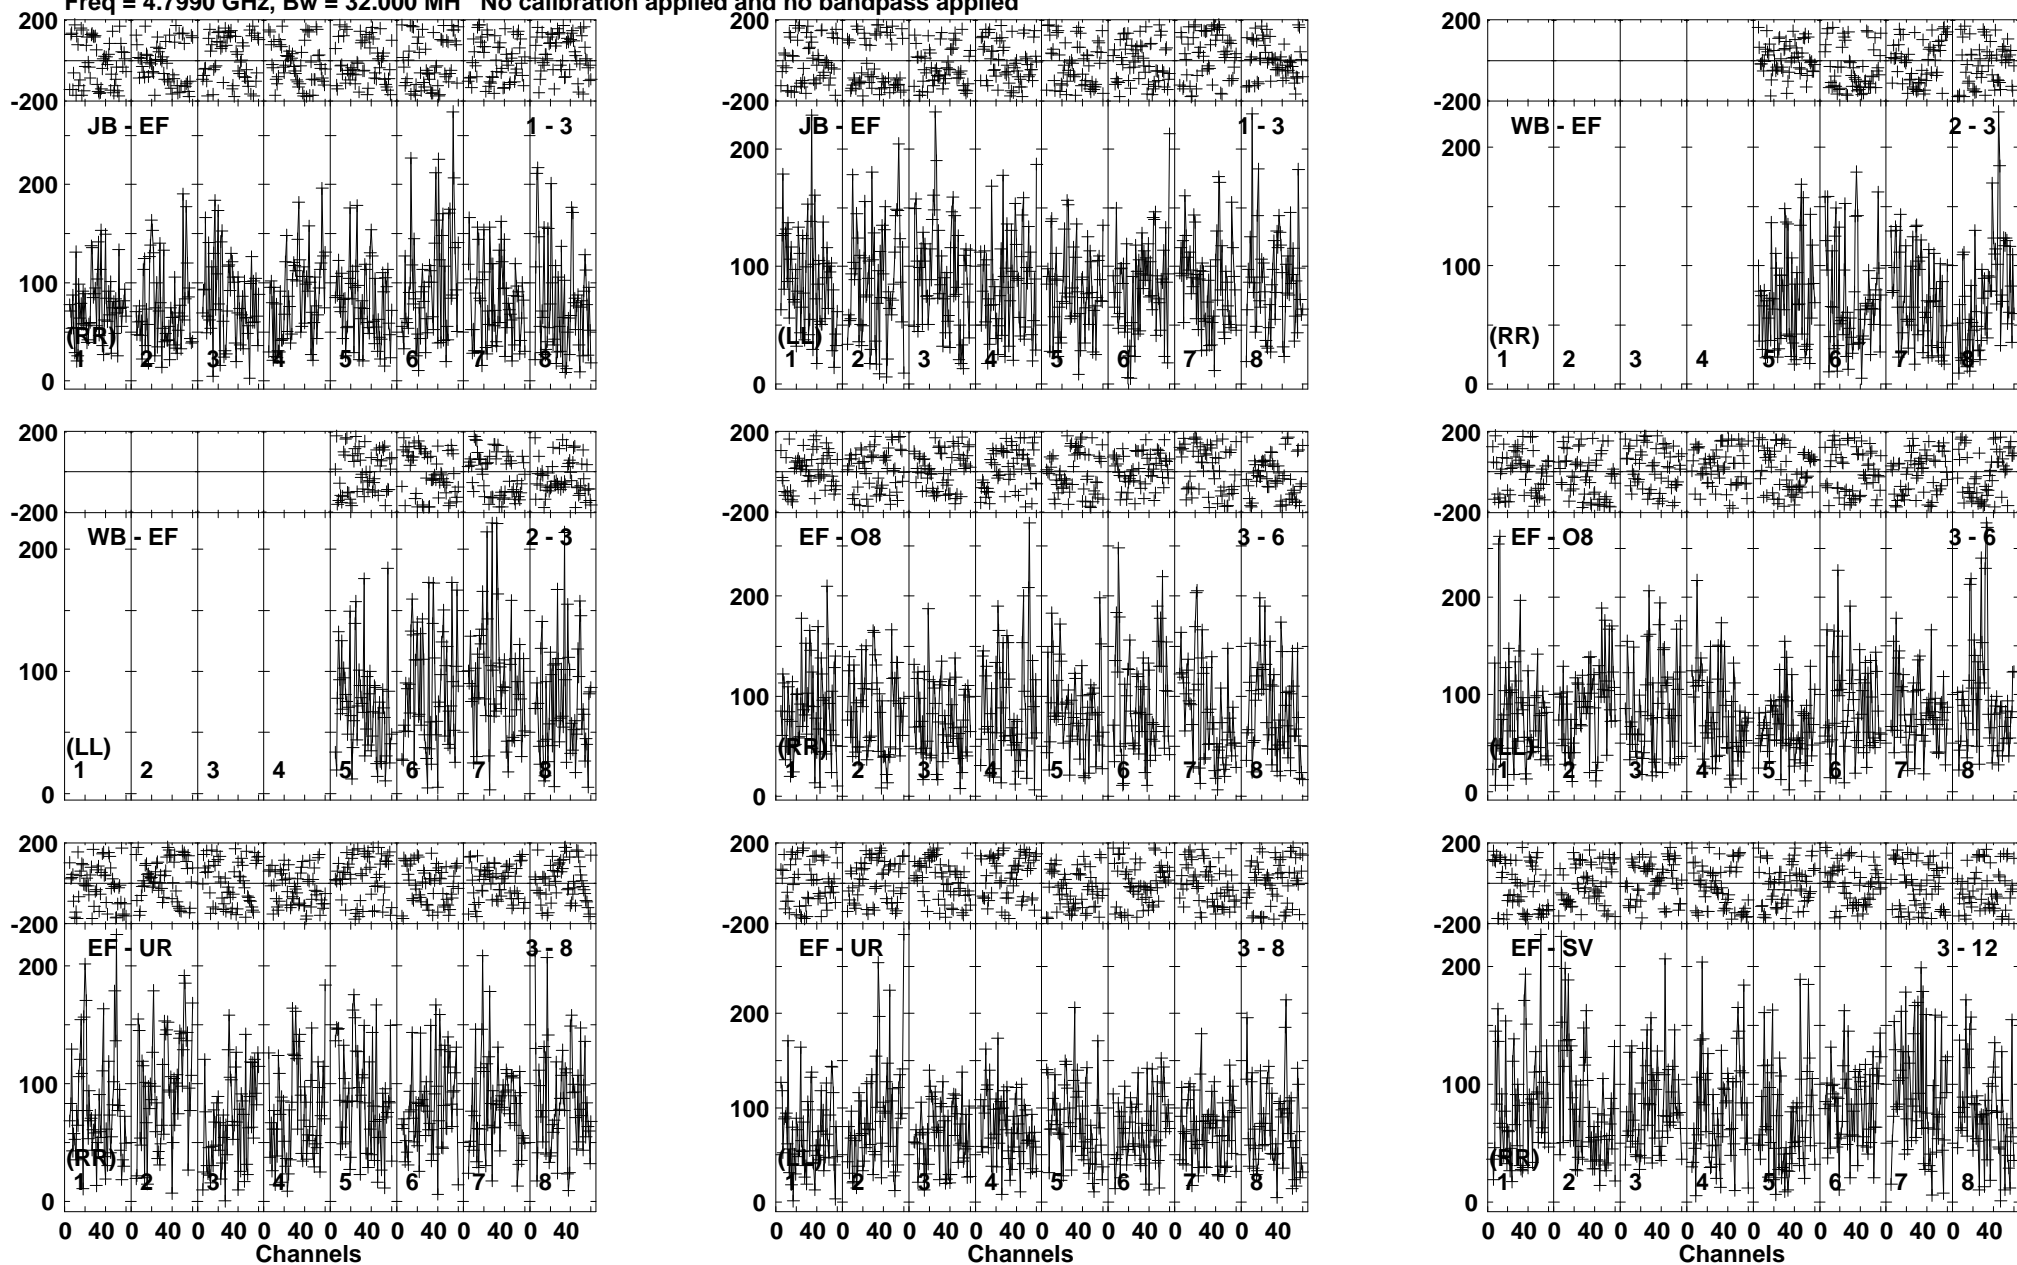 Freq = 4.7990 GHz, Bw = 32.000 MH No calibration applied and no bandpass applied
200 200 200
-200 -200 -200
JB - EF 1 - 3 JB - EF 1 - 3 WB - EF 2 - 3
200 200 200
100 100 100
(RR) (LL) (RR)
1 2 3 4 5 6 7 8 1 2 3 4 5 6 7 8 1 2 3 4 5 6 7 8
0 0 0
200 200 200
-200 -200 -200
WB - EF 2 - 3 EF - O8 3 - 6 EF - O8 3 - 6
200 200 200
100 100 100
(LL) (RR) (LL)
1 2 3 4 5 6 7 8 1 2 3 4 5 6 7 8 1 2 3 4 5 6 7 8
0 0 0
200 200 200
-200 -200 -200
EF - UR 3 - 8 EF - UR 3 - 8 EF - SV 3 - 12
200 200 200
100 100 100
(RR) (LL) (RR)
1 2 3 4 5 6 7 8 1 2 3 4 5 6 7 8 1 2 3 4 5 6 7 8
0 0 0
0 40 0 40 0 40 0 40 0 40 0 40 0 40 0 40 0 40 0 40 0 40 0 40 0 40 0 40 0 40 0 40 0 40 0 40 0 40 0 40 0 40 0 40 0 40 0 40
Channels Channels Channels